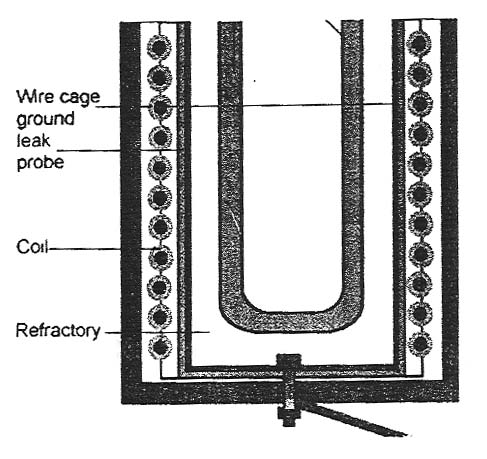 Wire cage
ground
leak
probe
Coil
Refractory